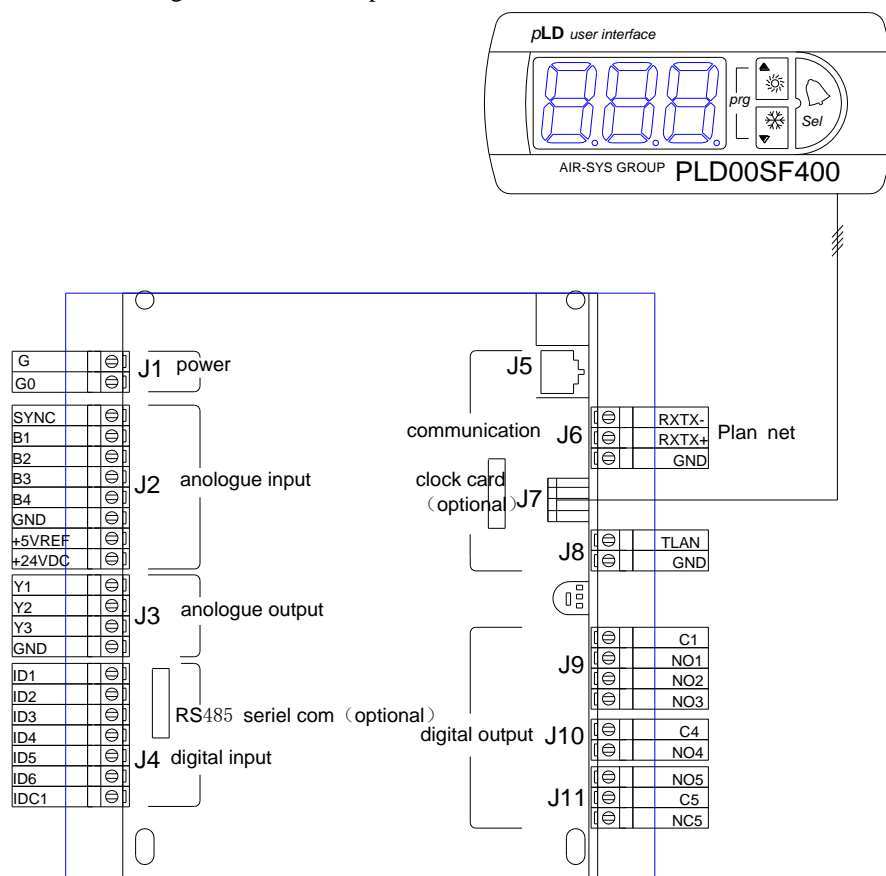 pLD user interface
prg
Sel
AIR-SYS GROUP PLD00SF400
G
G0
J1 power
SYNC
B1
B2
B3
B4
GND
+5VREF
+24VDC
J2 anologue input
Y1
Y2
Y3
GND
J3 anologue output
ID1
ID2
ID3
ID4
ID5
ID6
IDC1
RS485 seriel com（optional）
J4 digital input
J5
communication
J6
RXTX-
RXTX+
GND
Plan net
clock card
（optional）
J7
J8
TLAN
GND
digital output
J9
C1
NO1
NO2
NO3
J10
C4
NO4
J11
NO5
C5
NC5